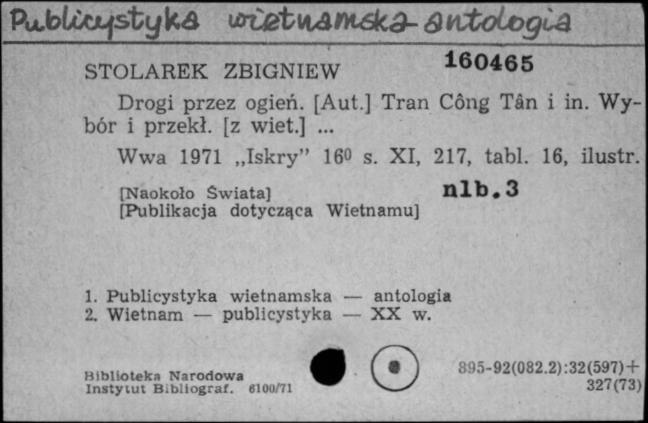 Publicystyka wietnamska-antologia
STOLAREK ZBIGNIEW 160465
Drogi przez ogień. [Aut.] Tran Công Tân i in. Wy-
bór i przekł. [z wiet.] ...
Wwa 1971 „Iskry” 16⁰ s. XI, 217, tabl. 16, ilustr.
[Naokoło Świata] nlb.3
[Publikacja dotycząca Wietnamu]
1. Publicystyka wietnamska — antologia
2. Wietnam — publicystyka — XX w.
895-92(082.2):32(597)+
327(73)
Biblioteka Narodowa
Instytut Bibliograf. 6100/71